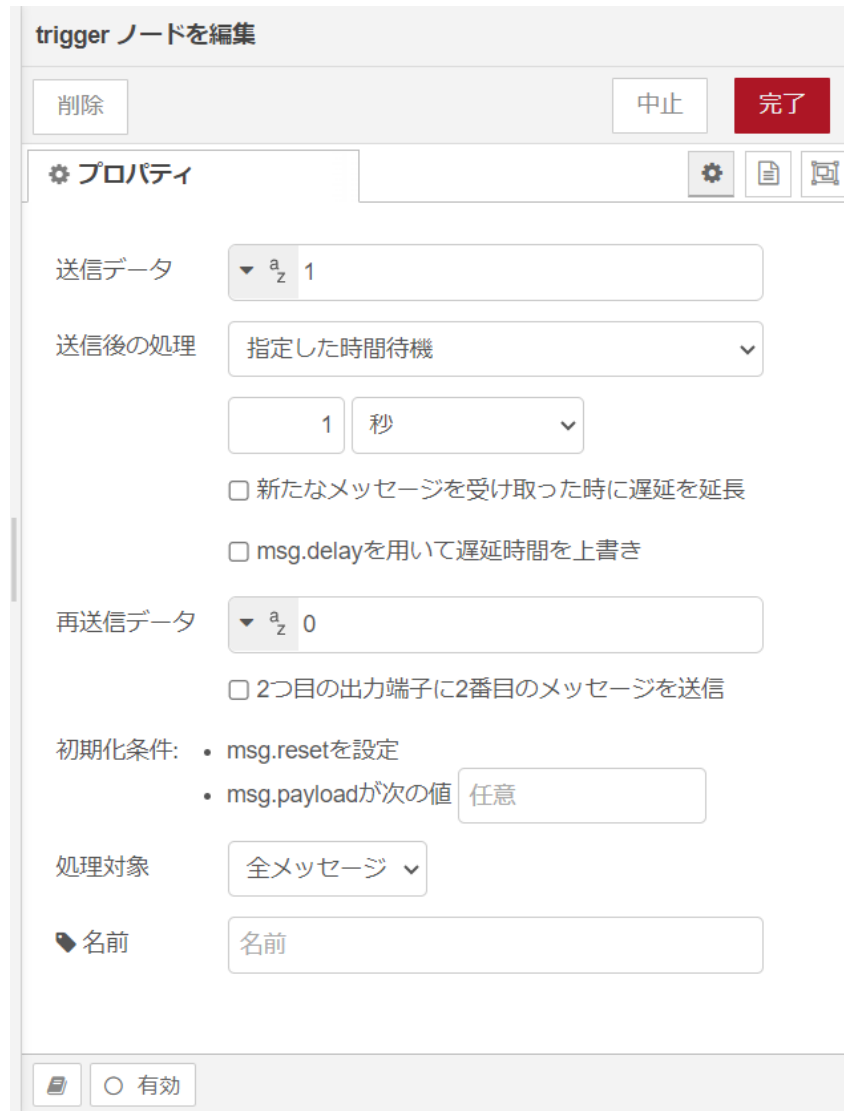 trigger ノードを編集
削除 中止 完了
プロパティ
送信データ az 1
送信後の処理 指定した時間待機
1 秒
新たなメッセージを受け取った時に遅延を延長
msg.delayを用いて遅延時間を上書き
再送信データ az 0
2つ目の出力端子に2番目のメッセージを送信
初期化条件: • msg.resetを設定
• msg.payloadが次の値 任意
処理対象 全メッセージ
名前 名前
有効